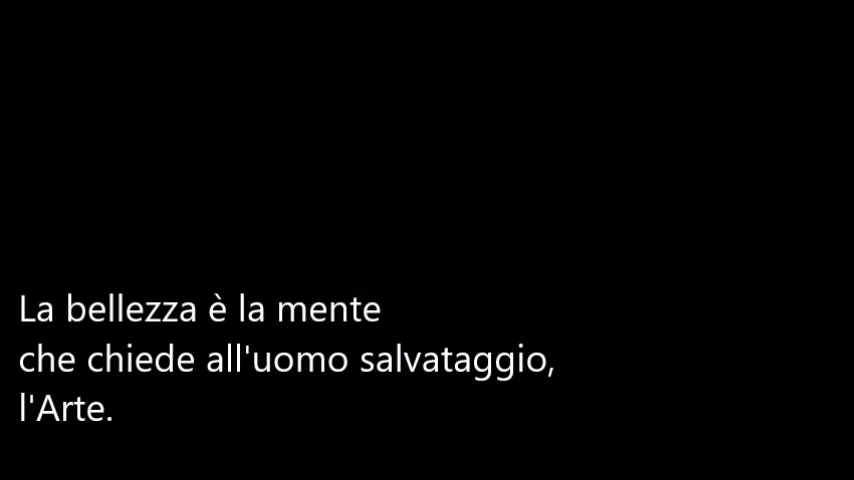 La bellezza è la mente
che chiede all'uomo salvataggio,
l'Arte.